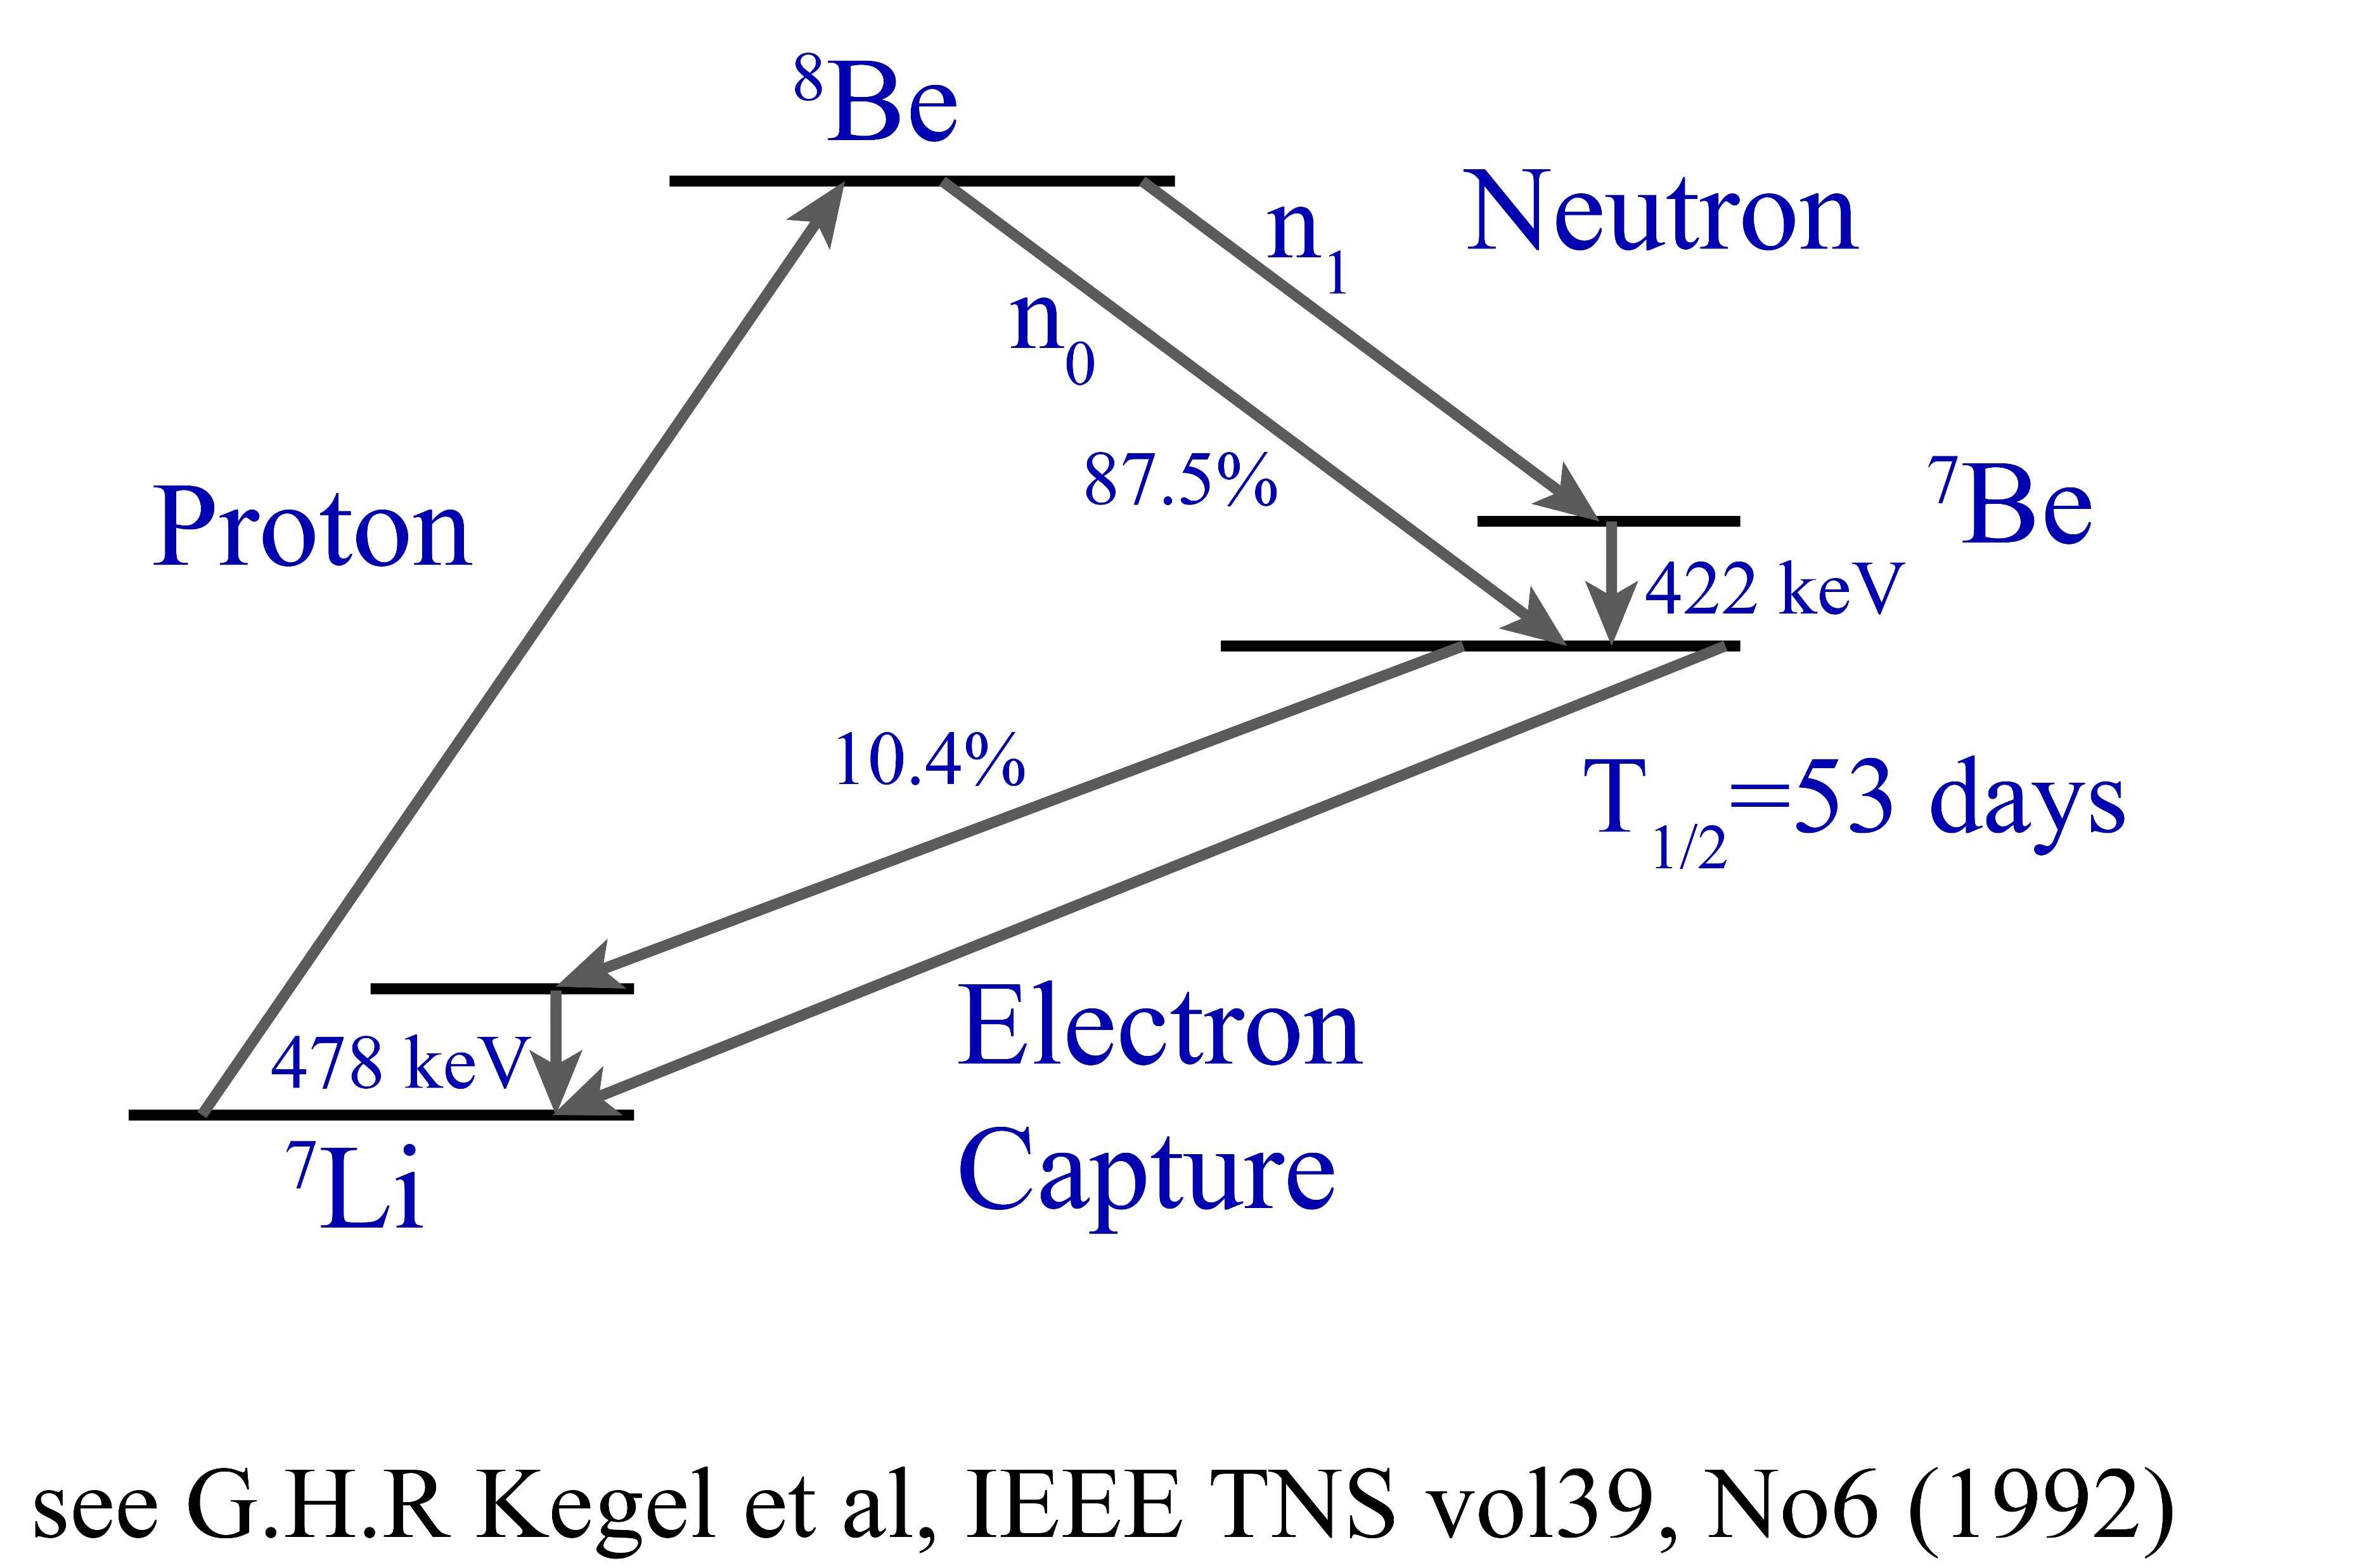 ⁸Be
Neutron
n₁
n₀
87.5%
Proton
⁷Be
422 keV
10.4%
T₁/₂=53 days
Electron
Capture
478 keV
⁷Li
see G.H.R Kegel et al, IEEE TNS vol39, No6 (1992)